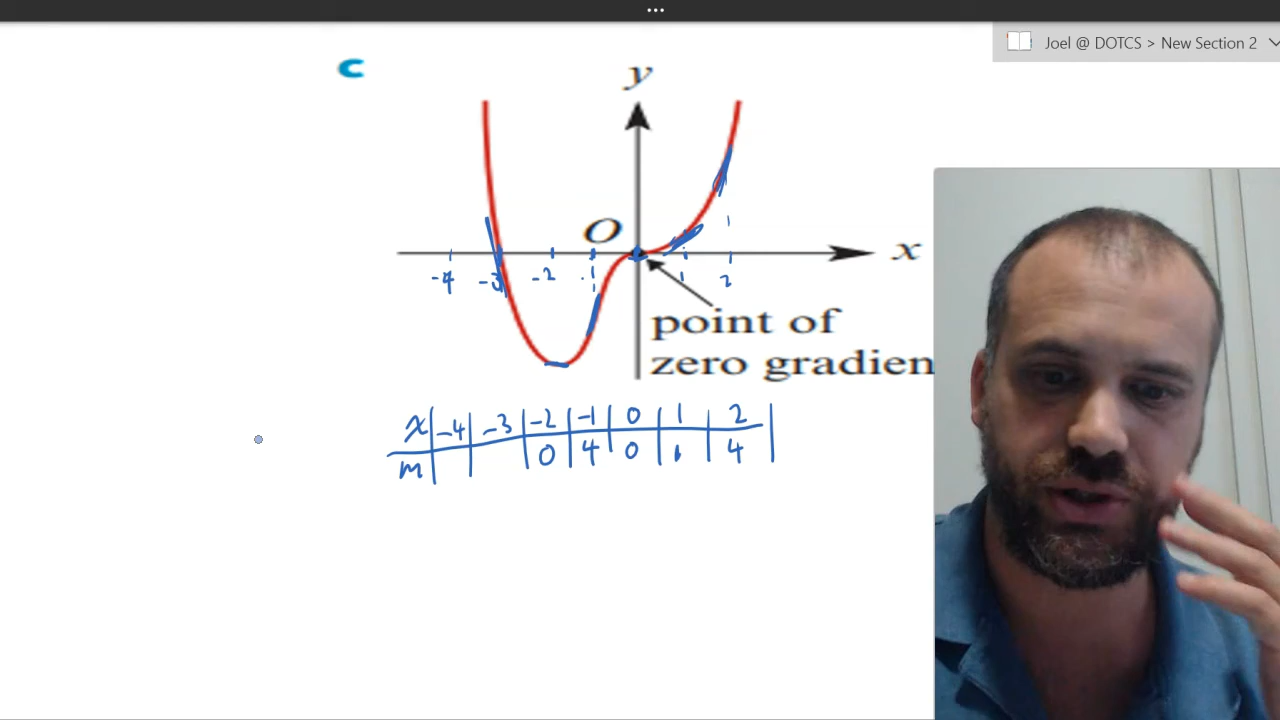 ...
Joel @ DOTCS > New Section 2
c
y
O
x
-4 -3 -2 -1 1 2
point of
zero gradien
x | -4 | -3 | -2 | -1 | 0 | 1 | 2 |
m | | 0 | 4 | 0 | 1 | 4 |